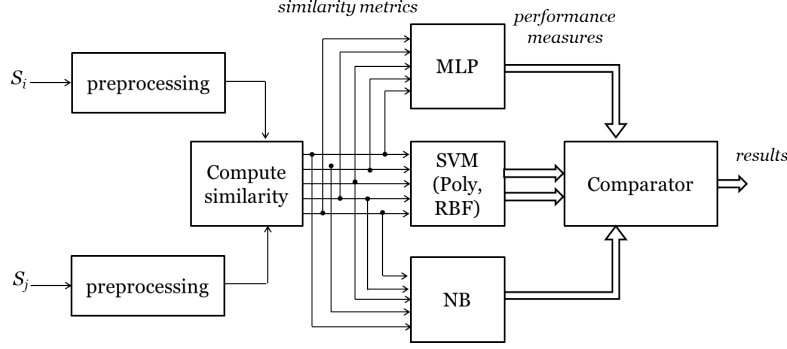 similarity metrics
performance
measures
S_i
preprocessing
MLP
Compute
similarity
SVM
(Poly,
RBF)
Comparator
results
S_j
preprocessing
NB